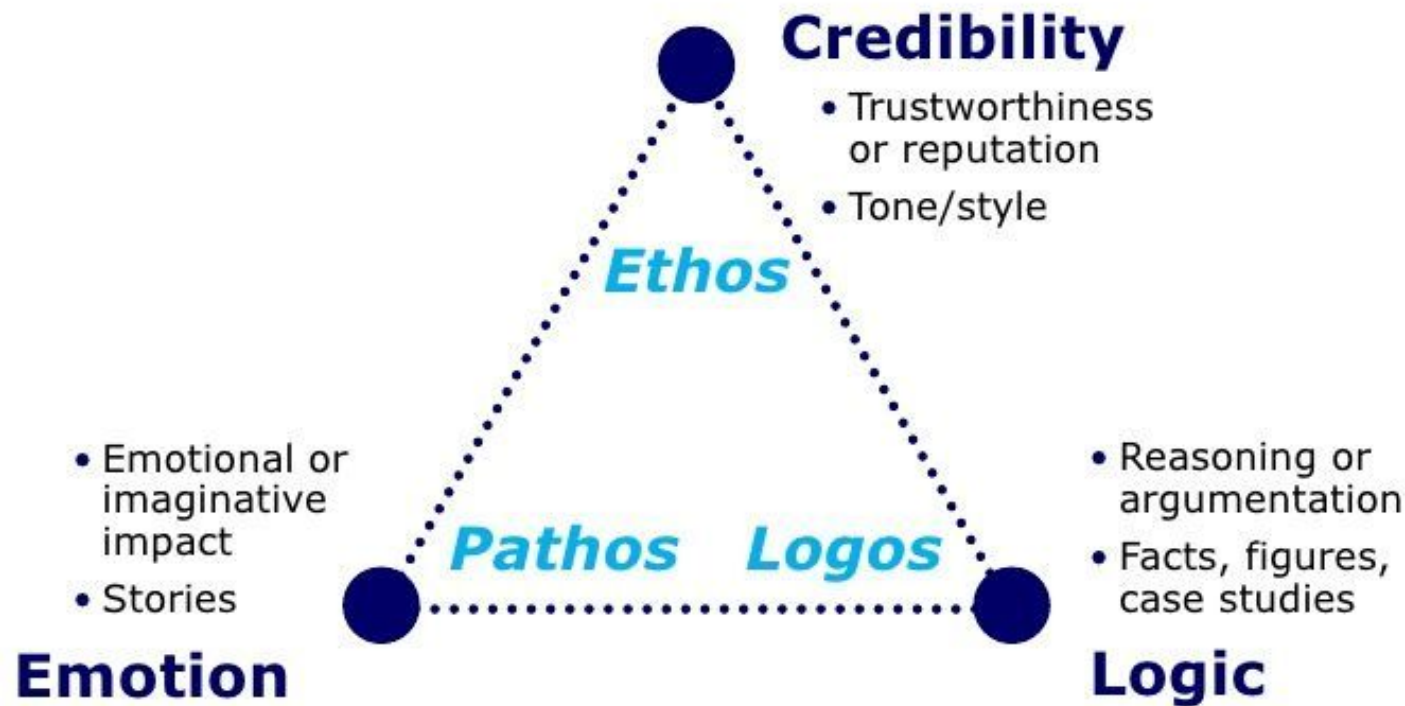 Credibility
• Trustworthiness
or reputation
• Tone/style
Ethos
• Emotional or
imaginative
impact
• Stories
Emotion
Pathos
Logos
• Reasoning or
argumentation
• Facts, figures,
case studies
Logic